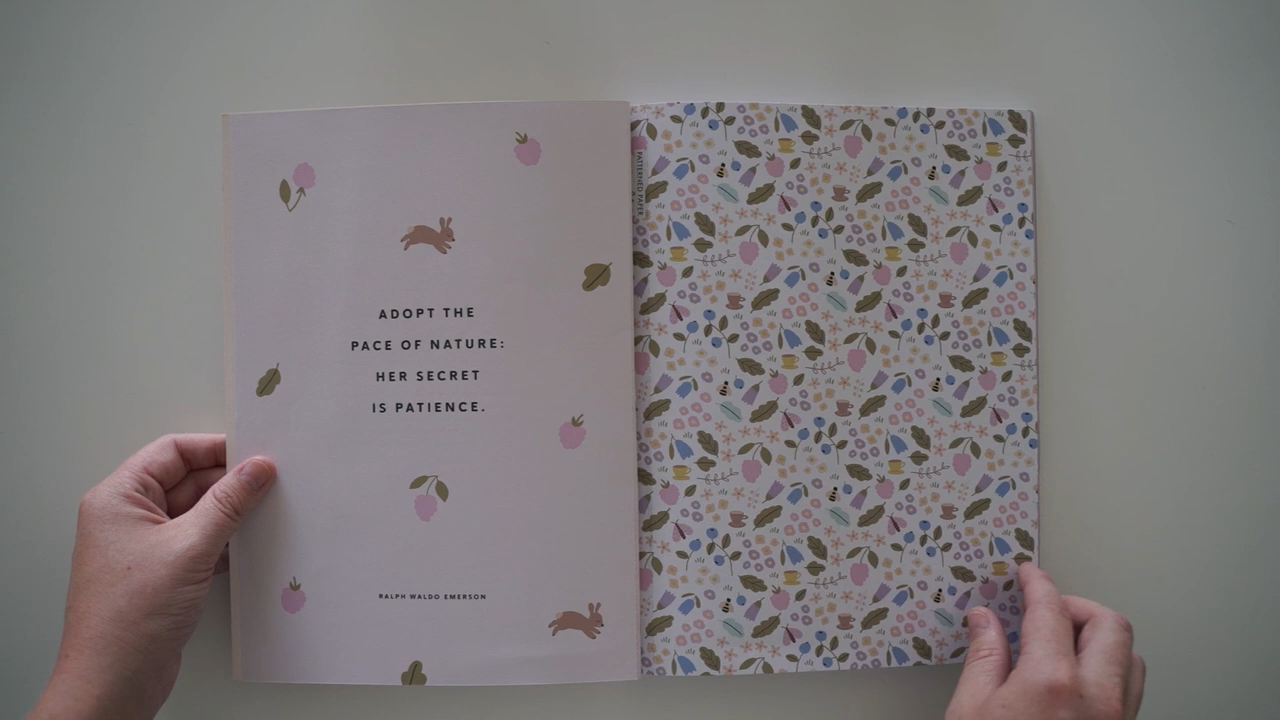 ADOPT THE
PACE OF NATURE:
HER SECRET
IS PATIENCE.
RALPH WALDO EMERSON
PATTERNED PAPER